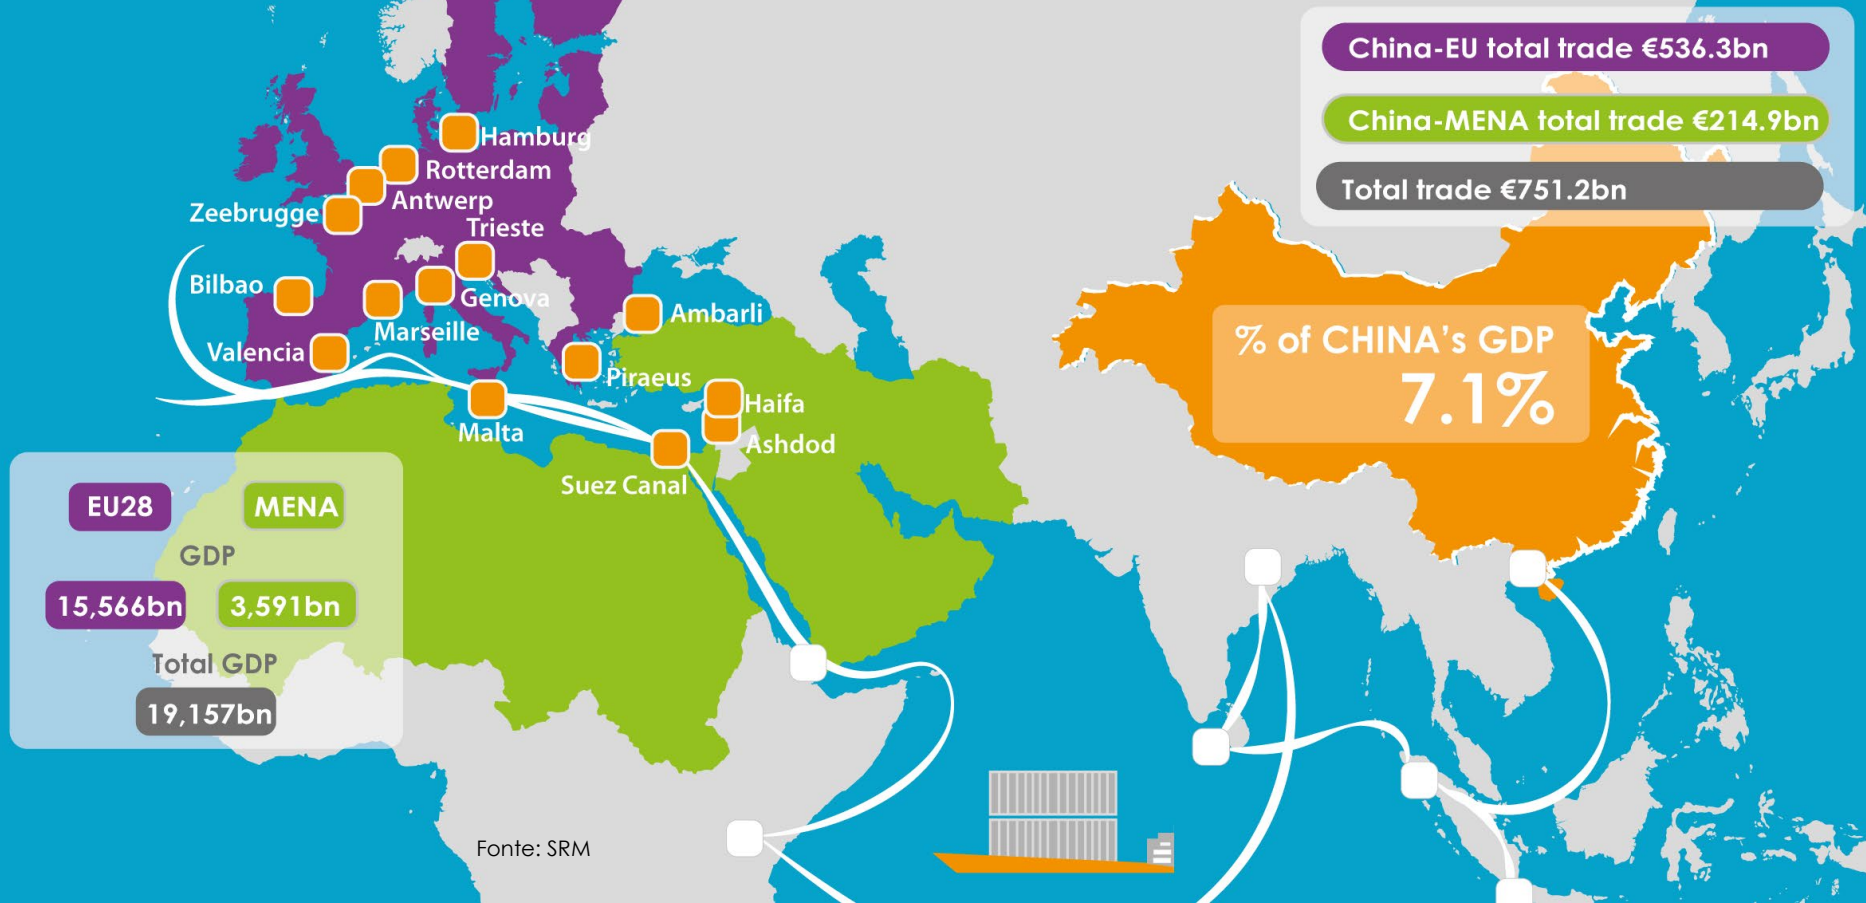 China-EU total trade €536.3bn
China-MENA total trade €214.9bn
Total trade €751.2bn
Hamburg
Rotterdam
Antwerp
Zeebrugge
Trieste
Bilbao
Genova
Marseille
Ambarli
Valencia
Piraeus
Haifa
Malta
Ashdod
Suez Canal
% of CHINA's GDP
7.1%
EU28
MENA
GDP
15,566bn
3,591bn
Total GDP
19,157bn
Fonte: SRM